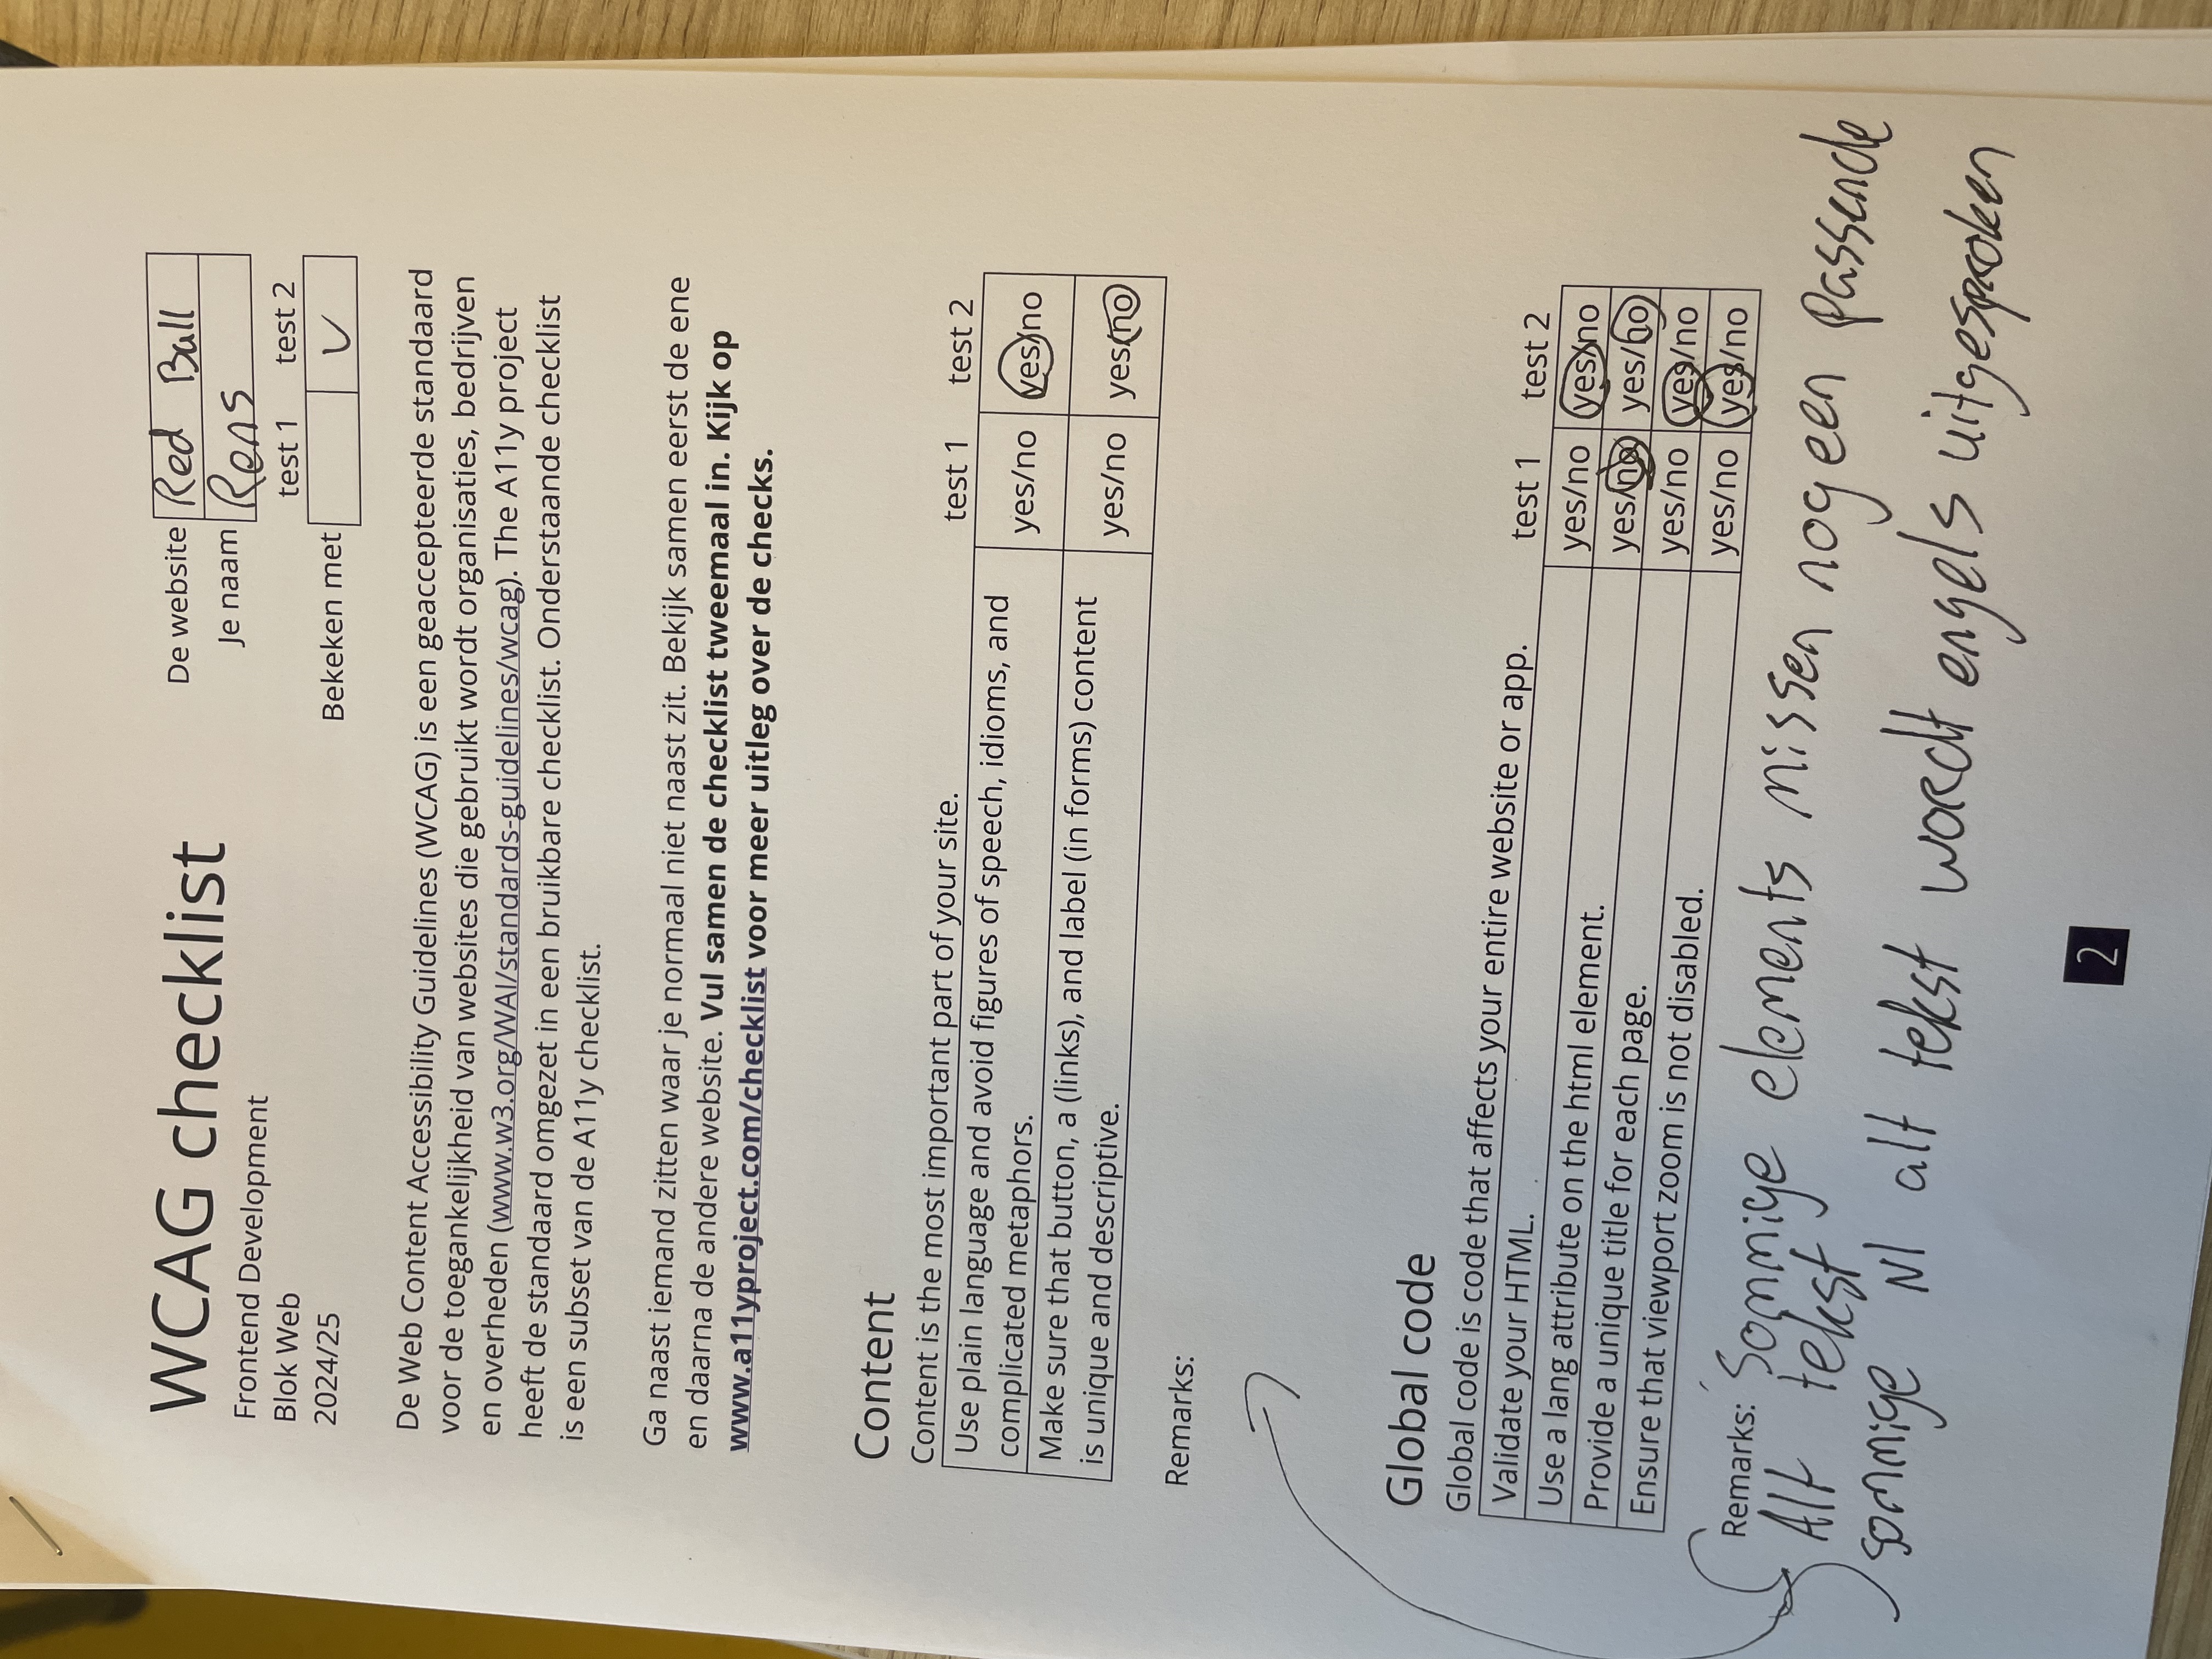 WCAG checklist
Frontend Development
Blok Web
2024/25
De website Red Ball
Je naam Rens
test 1 test 2
Bekeken met V
De Web Content Accessibility Guidelines (WCAG) is een geaccepteerde standaard
voor de toegankelijkheid van websites die gebruikt wordt organisaties, bedrijven
en overheden (www.w3.org/WAI/standards-guidelines/wcag). The A11y project
heeft de standaard omgezet in een bruikbare checklist. Onderstaande checklist
is een subset van de A11y checklist.
Ga naast iemand zitten waar je normaal niet naast zit. Bekijk samen eerst de ene
en daarna de andere website. Vul samen de checklist tweemaal in. Kijk op
www.a11yproject.com/checklist voor meer uitleg over de checks.
Content
Content is the most important part of your site. test 1 test 2
Use plain language and avoid figures of speech, idioms, and
complicated metaphors. yes/no yes/no
Make sure that button, a (links), and label (in forms) content
is unique and descriptive. yes/no yes/no
Remarks:
Global code
Global code is code that affects your entire website or app. test 1 test 2
Validate your HTML. yes/no yes/no
Use a lang attribute on the html element. yes/no yes/no
Provide a unique title for each page. yes/no yes/no
Ensure that viewport zoom is not disabled. yes/no yes/no
Remarks: Sommige elements missen nog een passende
Alt tekst
sommige Nl alt tekst wordt engels uitgesproken
2